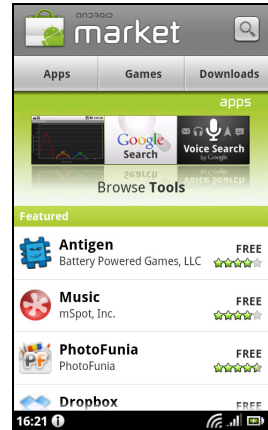 android
market
Apps
Games
Downloads
apps
Google
Search
Voice Search
by Google
Browse Tools
Featured
Antigen
Battery Powered Games, LLC
FREE
Music
mSpot, Inc.
FREE
PhotoFunia
PhotoFunia
FREE
Dropbox
FREE
16:21